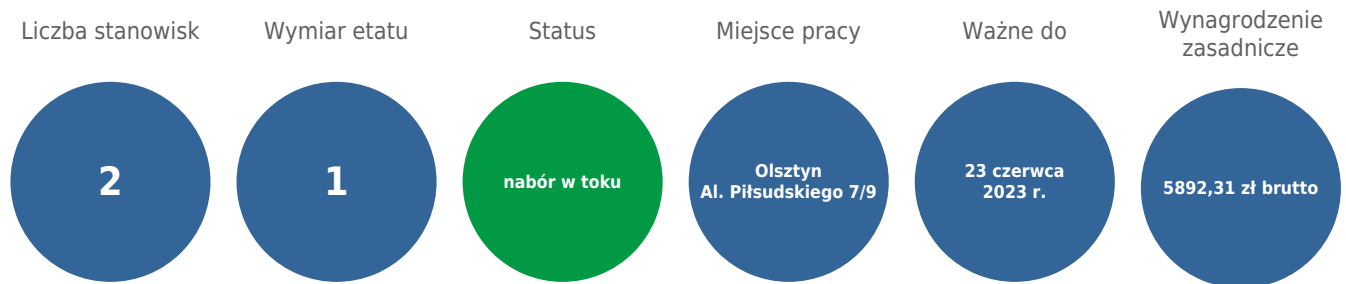 Liczba stanowisk
2
Wymiar etatu
1
Status
nabór w toku
Miejsce pracy
Olsztyn
Al. Piłsudskiego 7/9
Ważne do
23 czerwca
2023 r.
Wynagrodzenie
zasadnicze
5892,31 zł brutto